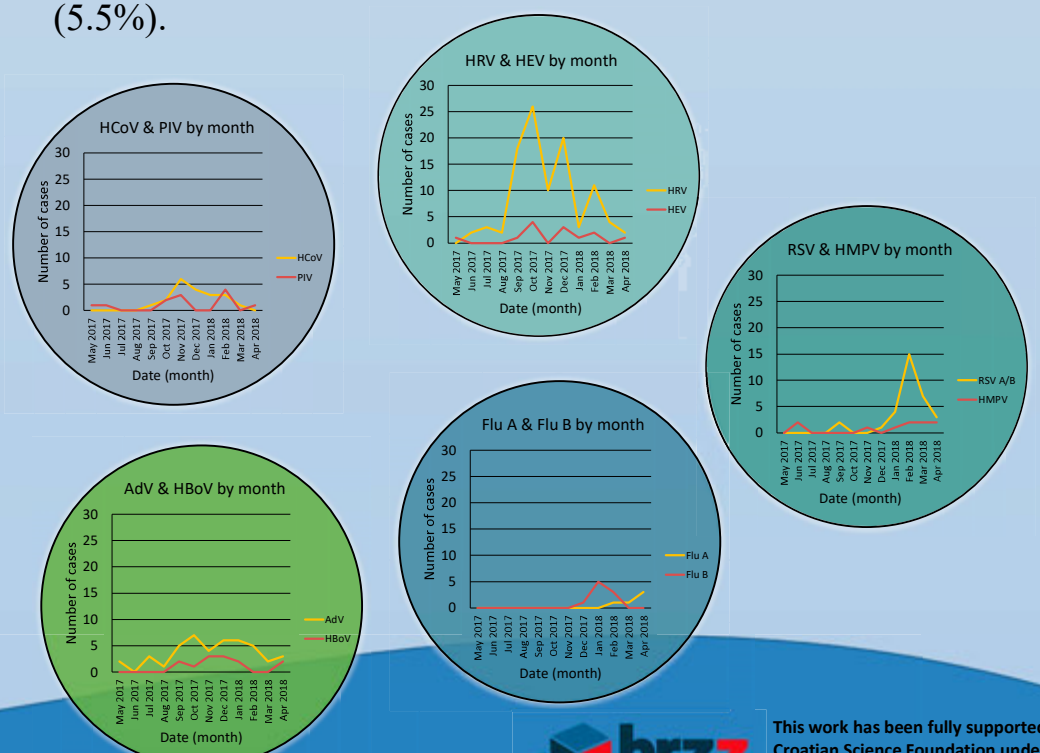 (5.5%).
HRV & HEV by month
30
25
20
15
10
5
0
Number of cases
May 2017
Jun 2017
Jul 2017
Aug 2017
Sep 2017
Oct 2017
Nov 2017
Dec 2017
Jan 2018
Feb 2018
Mar 2018
Apr 2018
Date (month)
HRV
HEV
HCoV & PIV by month
30
25
20
15
10
5
0
Number of cases
May 2017
Jun 2017
Jul 2017
Aug 2017
Sep 2017
Oct 2017
Nov 2017
Dec 2017
Jan 2018
Feb 2018
Mar 2018
Apr 2018
Date (month)
HCoV
PIV
RSV & HMPV by month
30
25
20
15
10
5
0
Number of cases
May 2017
Jun 2017
Jul 2017
Aug 2017
Sep 2017
Oct 2017
Nov 2017
Dec 2017
Jan 2018
Feb 2018
Mar 2018
Apr 2018
Date (month)
RSV A/B
HMPV
Flu A & Flu B by month
30
25
20
15
10
5
0
Number of cases
May 2017
Jun 2017
Jul 2017
Aug 2017
Sep 2017
Oct 2017
Nov 2017
Dec 2017
Jan 2018
Feb 2018
Mar 2018
Apr 2018
Date (month)
Flu A
Flu B
AdV & HBoV by month
30
25
20
15
10
5
0
Number of cases
May 2017
Jun 2017
Jul 2017
Aug 2017
Sep 2017
Oct 2017
Nov 2017
Dec 2017
Jan 2018
Feb 2018
Mar 2018
Apr 2018
Date (month)
AdV
HBoV
This work has been fully supported
Croatian Science Foundation under